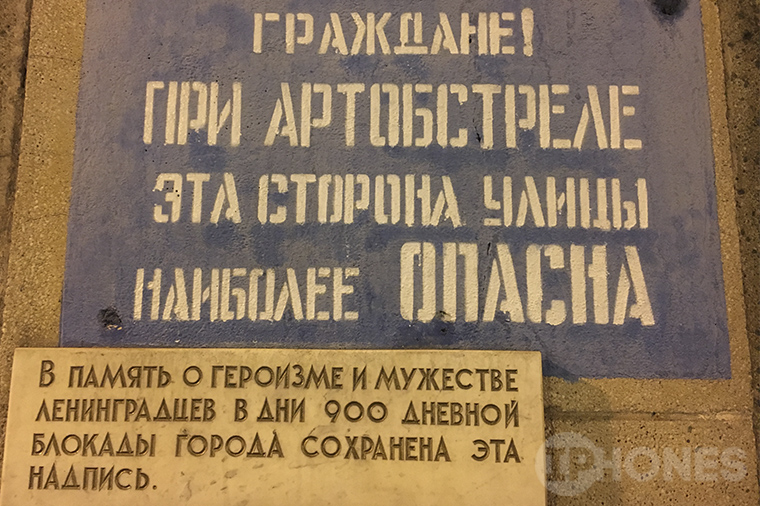 ГРАЖДАНЕ!
ПРИ АРТОБСТРЕЛЕ
ЭТА СТОРОНА УЛИЦЫ
НАИБОЛЕЕ ОПАСНА
В ПАМЯТЬ О ГЕРОИЗМЕ И МУЖЕСТВЕ
ЛЕНИНГРАДЦЕВ В ДНИ 900 ДНЕВНОЙ
БЛОКАДЫ ГОРОДА СОХРАНЕНА ЭТА
НАДПИСЬ.
IPHONES